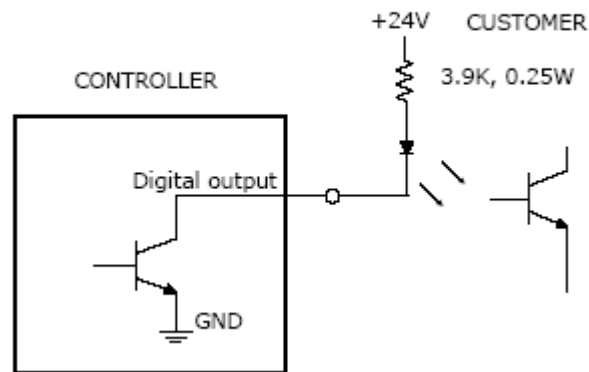 +24V CUSTOMER
CONTROLLER
3.9K, 0.25W
Digital output
GND